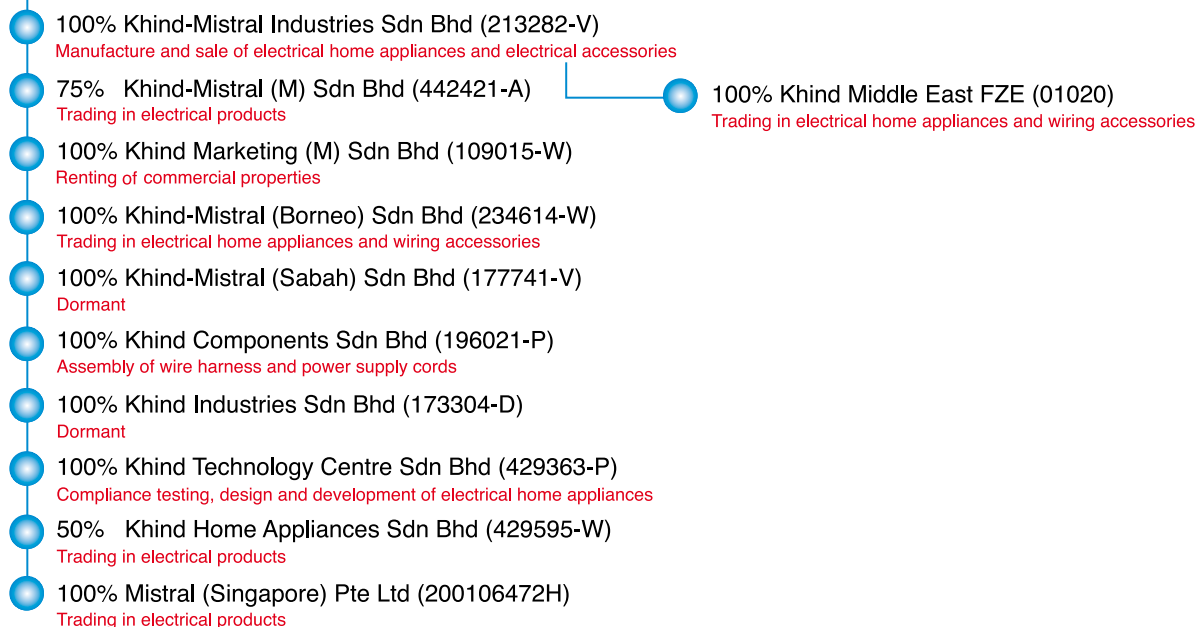 100% Khind-Mistral Industries Sdn Bhd (213282-V)
Manufacture and sale of electrical home appliances and electrical accessories
75% Khind-Mistral (M) Sdn Bhd (442421-A)
Trading in electrical products
100% Khind Middle East FZE (01020)
Trading in electrical home appliances and wiring accessories
100% Khind Marketing (M) Sdn Bhd (109015-W)
Renting of commercial properties
100% Khind-Mistral (Borneo) Sdn Bhd (234614-W)
Trading in electrical home appliances and wiring accessories
100% Khind-Mistral (Sabah) Sdn Bhd (177741-V)
Dormant
100% Khind Components Sdn Bhd (196021-P)
Assembly of wire harness and power supply cords
100% Khind Industries Sdn Bhd (173304-D)
Dormant
100% Khind Technology Centre Sdn Bhd (429363-P)
Compliance testing, design and development of electrical home appliances
50% Khind Home Appliances Sdn Bhd (429595-W)
Trading in electrical products
100% Mistral (Singapore) Pte Ltd (200106472H)
Trading in electrical products